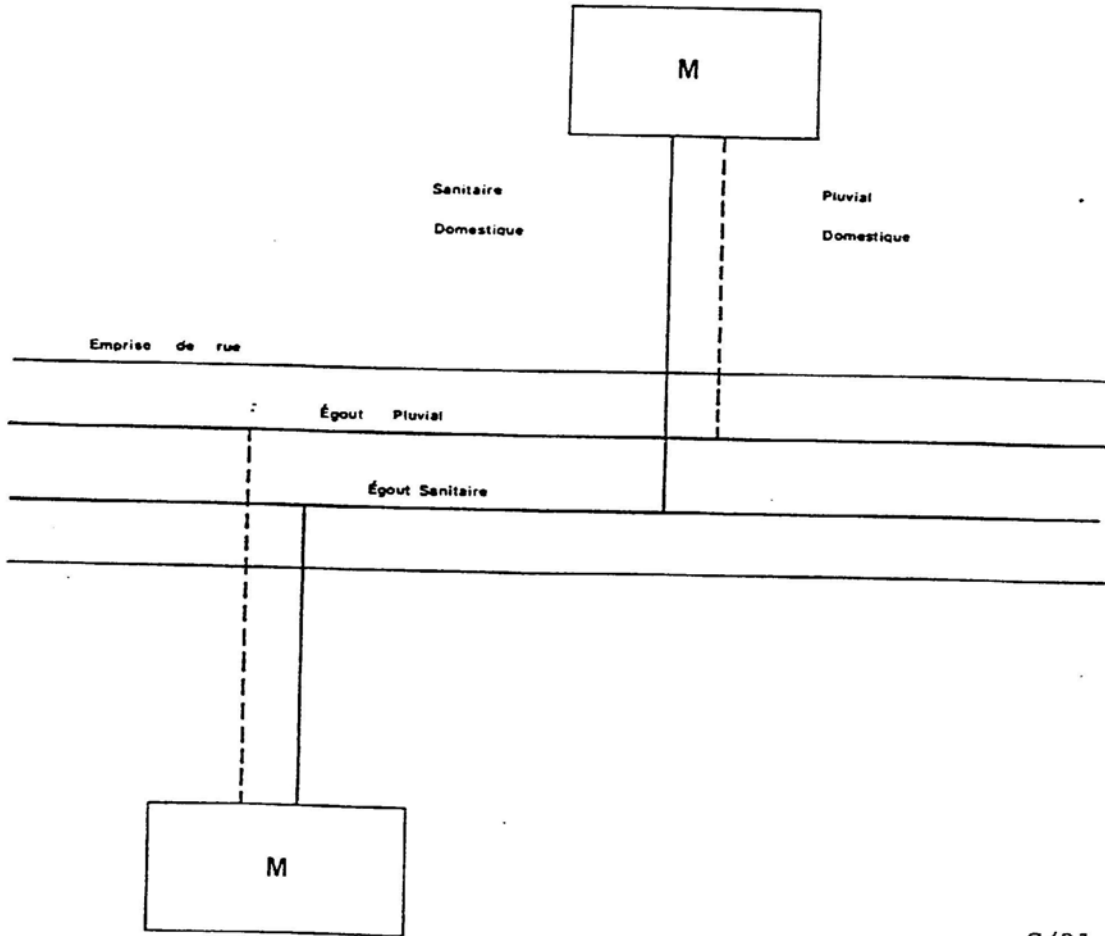 M
Sanitaire
Domestique
Pluvial
Domestique
Emprise de rue
Égout Pluvial
Égout Sanitaire
M